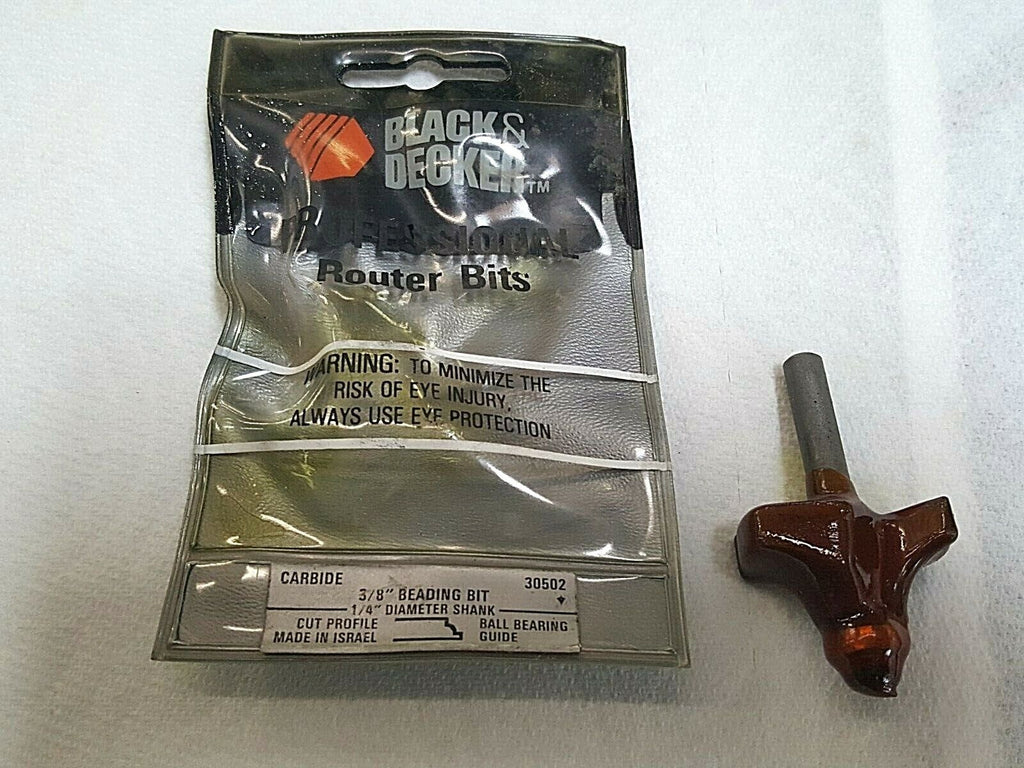 BLACK&
DECKER™
PROFESSIONAL
Router Bits
WARNING: TO MINIMIZE THE
RISK OF EYE INJURY,
ALWAYS USE EYE PROTECTION
CARBIDE 30502
3/8" BEADING BIT
1/4" DIAMETER SHANK
CUT PROFILE BALL BEARING
MADE IN ISRAEL GUIDE